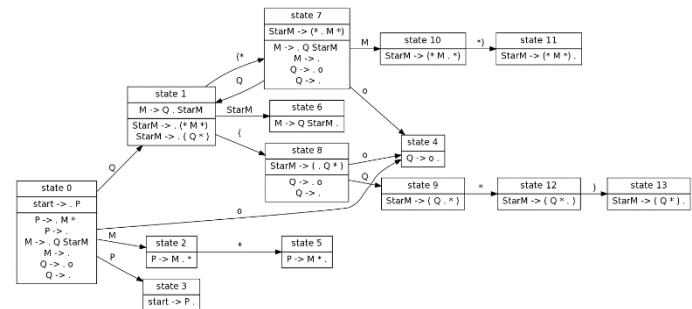 state 7
StarM -> (* . M *)
M -> . Q StarM
M -> .
Q -> . o
Q -> .
M
state 10
StarM -> (* M . *)
*)
state 11
StarM -> (* M *) .
(*
Q
state 1
M -> Q . StarM
StarM -> . (* M *)
StarM -> . ( Q * )
StarM
state 6
M -> Q StarM .
o
(
state 8
StarM -> ( . Q * )
Q -> . o
Q -> .
o
Q
state 4
Q -> o .
Q
state 0
start -> . P
P -> . M *
P -> .
M -> . Q StarM
M -> .
Q -> . o
Q -> .
o
M
P
state 9
StarM -> ( Q . * )
*
state 12
StarM -> ( Q * . )
)
state 13
StarM -> ( Q * ) .
state 2
P -> M . *
*
state 5
P -> M * .
state 3
start -> P .